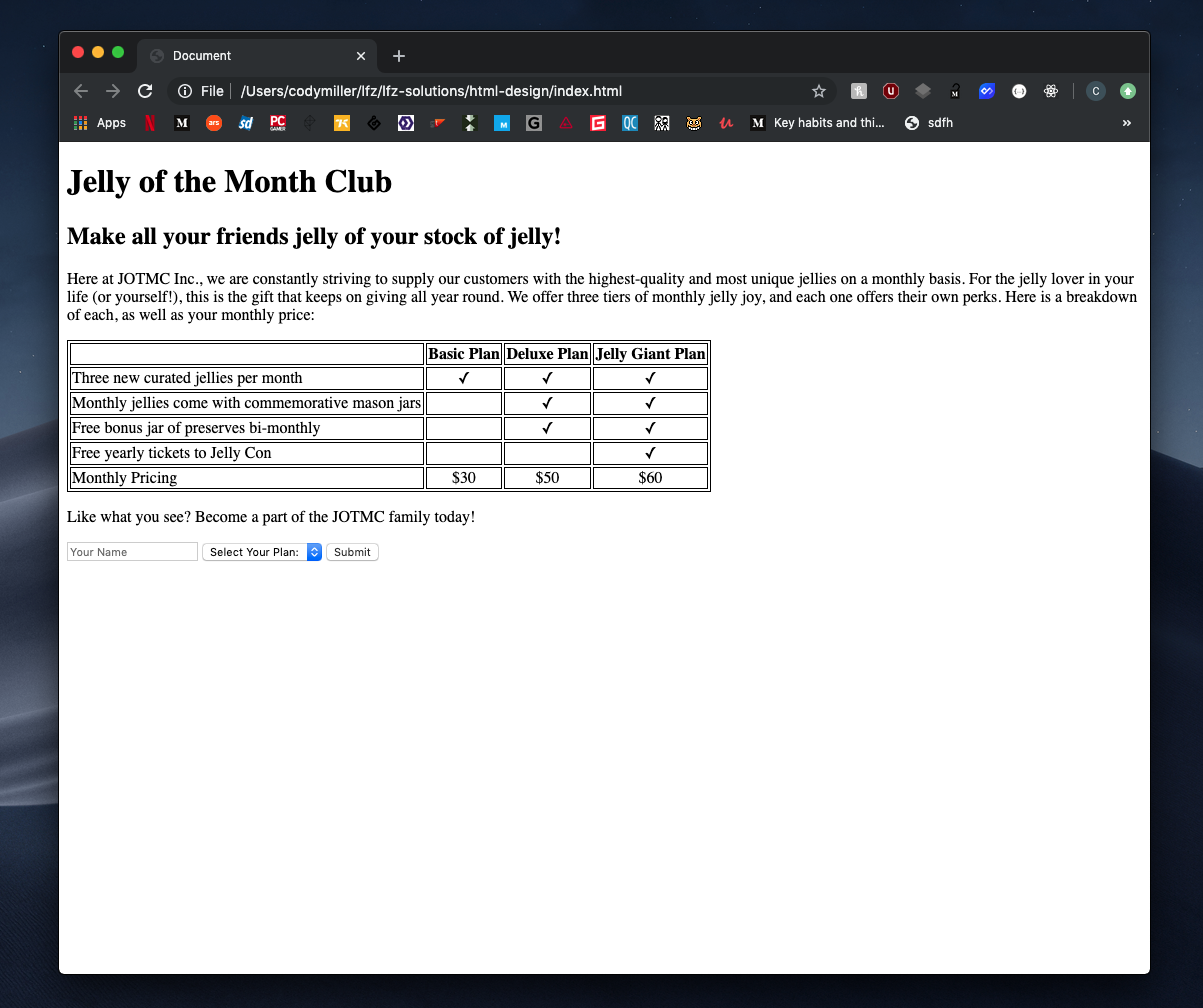 Document
File /Users/codymiller/lfz/lfz-solutions/html-design/index.html
Apps M ars sd PC GAMER TK M G G QC u M Key habits and thi... sdfh »
Jelly of the Month Club
Make all your friends jelly of your stock of jelly!
Here at JOTMC Inc., we are constantly striving to supply our customers with the highest-quality and most unique jellies on a monthly basis. For the jelly lover in your
life (or yourself!), this is the gift that keeps on giving all year round. We offer three tiers of monthly jelly joy, and each one offers their own perks. Here is a breakdown
of each, as well as your monthly price:
Basic Plan Deluxe Plan Jelly Giant Plan
Three new curated jellies per month ✓ ✓ ✓
Monthly jellies come with commemorative mason jars ✓ ✓
Free bonus jar of preserves bi-monthly ✓ ✓
Free yearly tickets to Jelly Con ✓
Monthly Pricing $30 $50 $60
Like what you see? Become a part of the JOTMC family today!
Your Name Select Your Plan: Submit